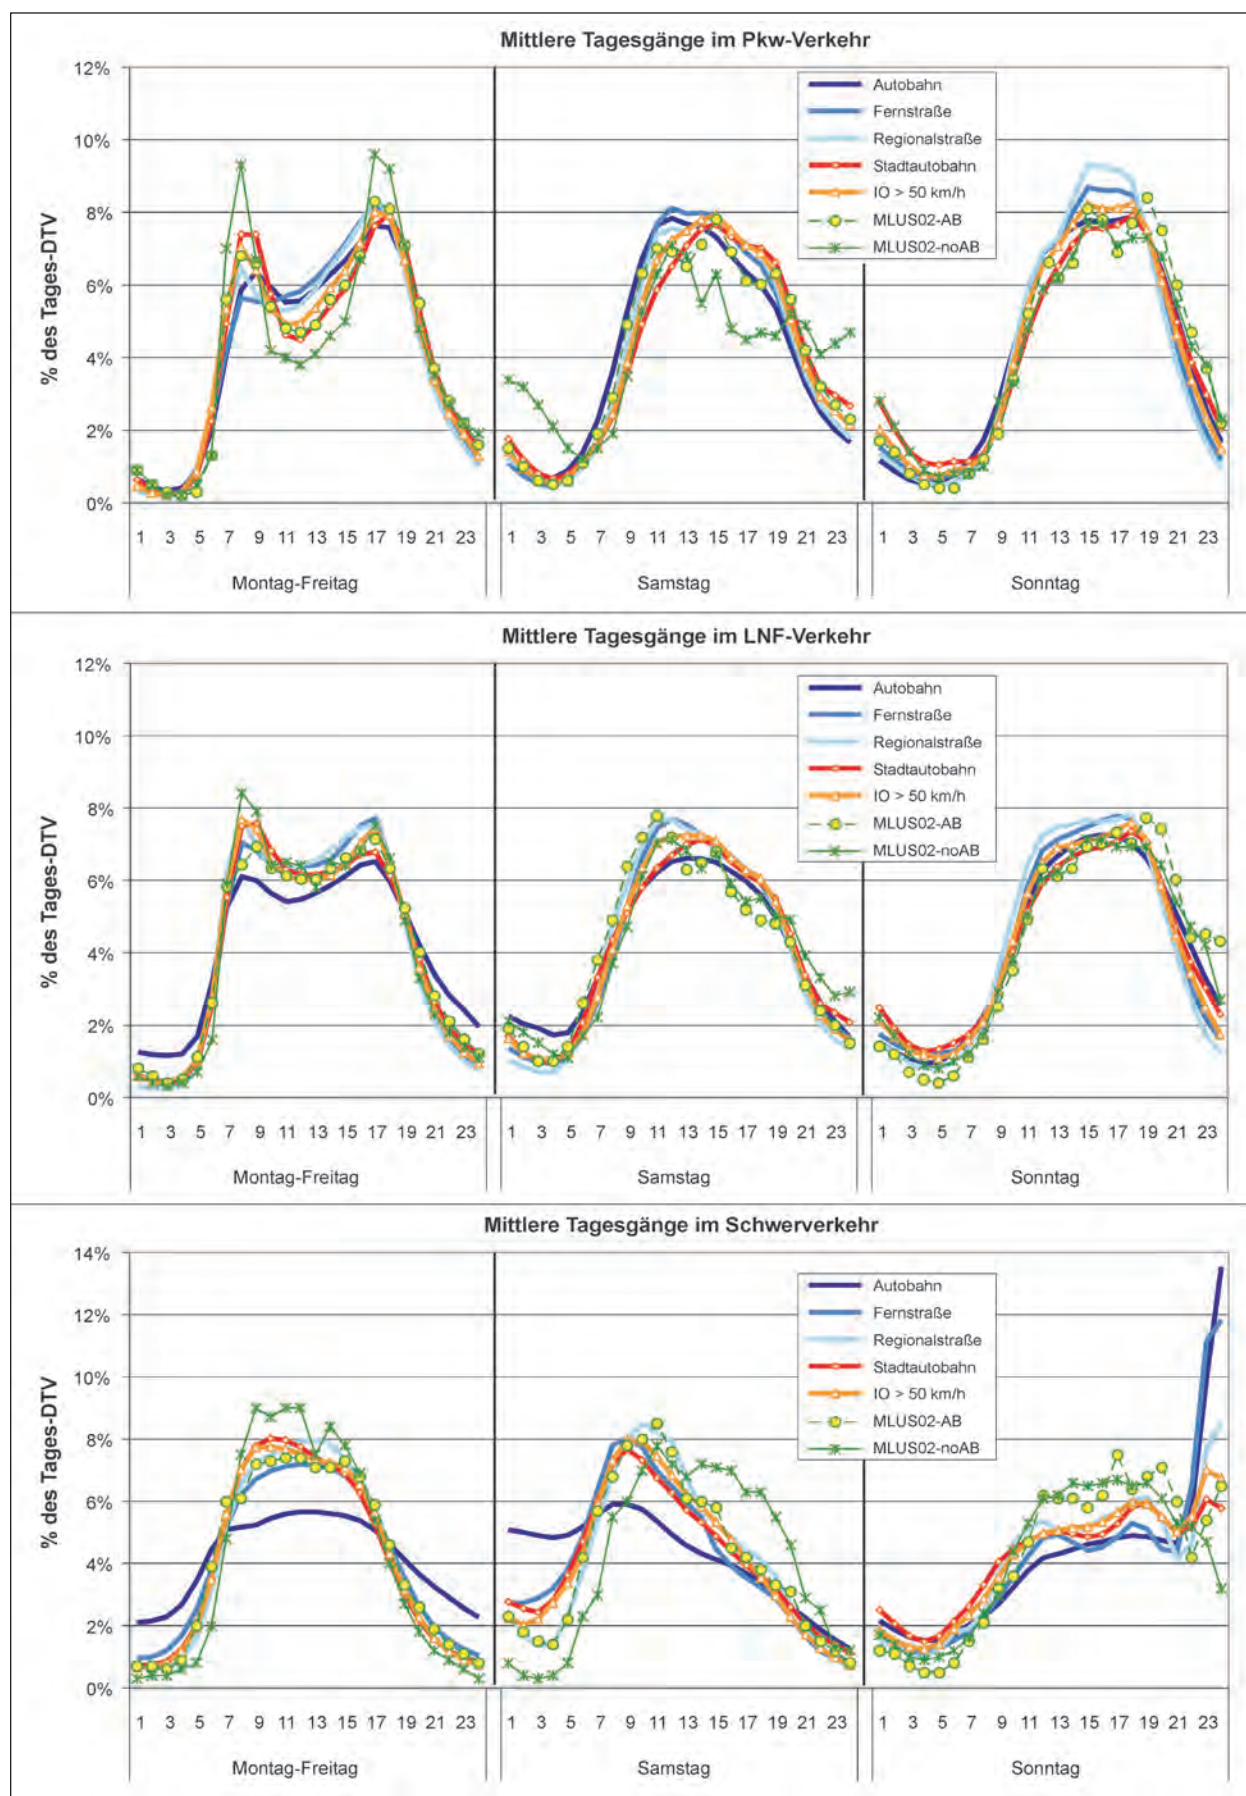 Mittlere Tagesgänge im Pkw-Verkehr
% des Tages-DTV
12%
10%
8%
6%
4%
2%
0%
Autobahn
Fernstraße
Regionalstraße
Stadtautobahn
IO > 50 km/h
MLUS02-AB
MLUS02-noAB
1 3 5 7 9 11 13 15 17 19 21 23 1 3 5 7 9 11 13 15 17 19 21 23 1 3 5 7 9 11 13 15 17 19 21 23
Montag-Freitag Samstag Sonntag
Mittlere Tagesgänge im LNF-Verkehr
% des Tages-DTV
12%
10%
8%
6%
4%
2%
0%
Autobahn
Fernstraße
Regionalstraße
Stadtautobahn
IO > 50 km/h
MLUS02-AB
MLUS02-noAB
1 3 5 7 9 11 13 15 17 19 21 23 1 3 5 7 9 11 13 15 17 19 21 23 1 3 5 7 9 11 13 15 17 19 21 23
Montag-Freitag Samstag Sonntag
Mittlere Tagesgänge im Schwerverkehr
% des Tages-DTV
14%
12%
10%
8%
6%
4%
2%
0%
Autobahn
Fernstraße
Regionalstraße
Stadtautobahn
IO > 50 km/h
MLUS02-AB
MLUS02-noAB
1 3 5 7 9 11 13 15 17 19 21 23 1 3 5 7 9 11 13 15 17 19 21 23 1 3 5 7 9 11 13 15 17 19 21 23
Montag-Freitag Samstag Sonntag